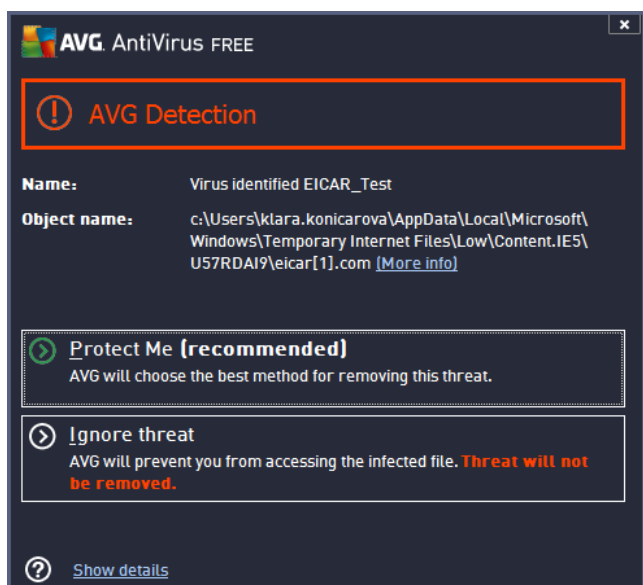 AVG. AntiVirus FREE
x
AVG Detection
Name: Virus identified EICAR_Test
Object name: c:\Users\klara.konicarova\AppData\Local\Microsoft\
Windows\Temporary Internet Files\Low\Content.IE5\
U57RDAI9\eicar[1].com (More info)
Protect Me (recommended)
AVG will choose the best method for removing this threat.
Ignore threat
AVG will prevent you from accessing the infected file. Threat will not
be removed.
? Show details